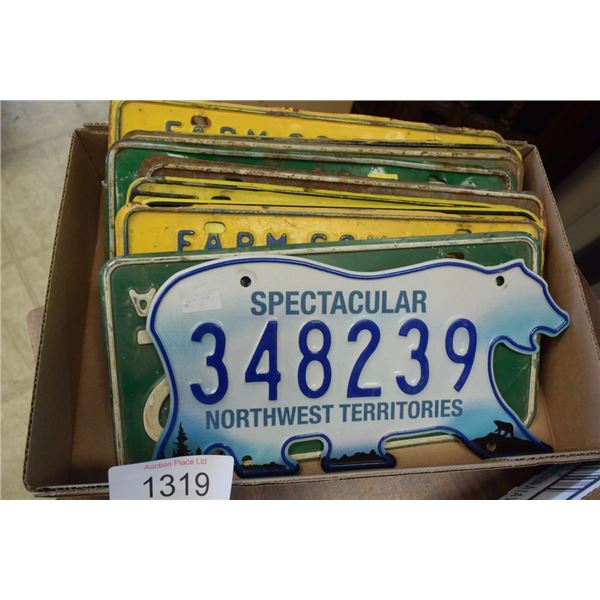 FARM
FARM
SPECTACULAR
348239
NORTHWEST TERRITORIES
Auction Place Ltd
1319